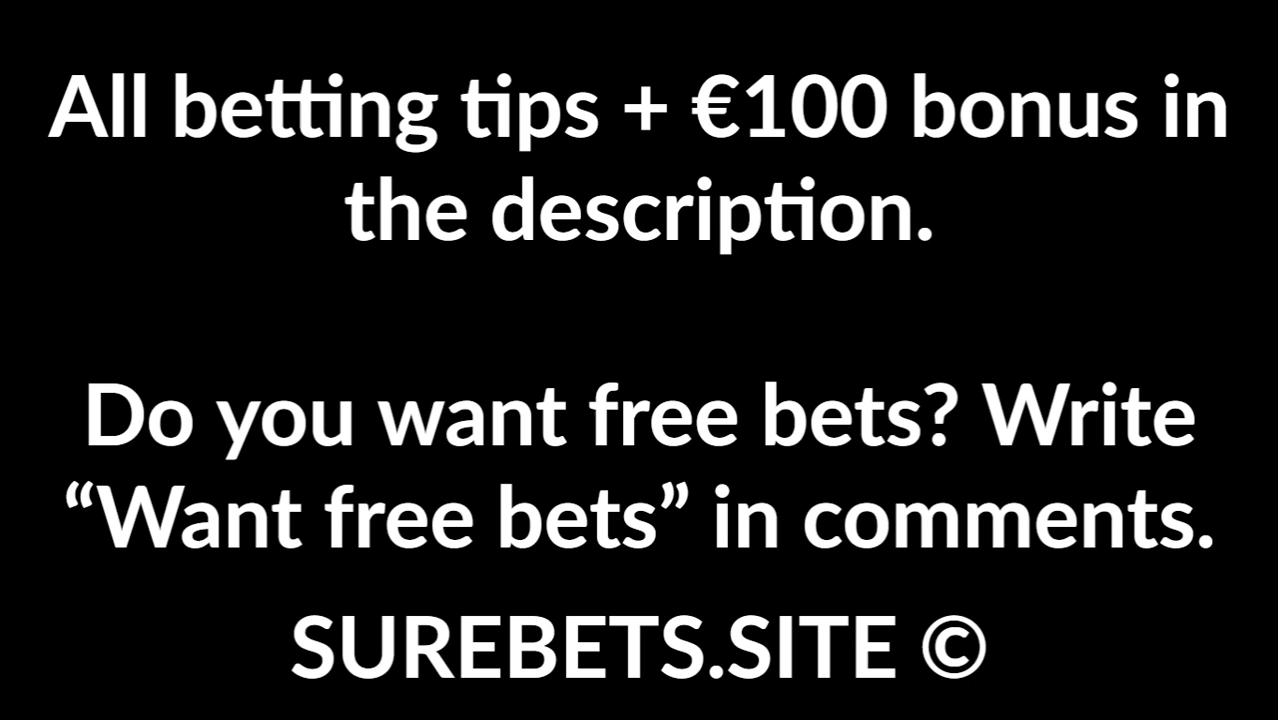 All betting tips + €100 bonus in
the description.
Do you want free bets? Write
“Want free bets” in comments.
SUREBETS.SITE ©